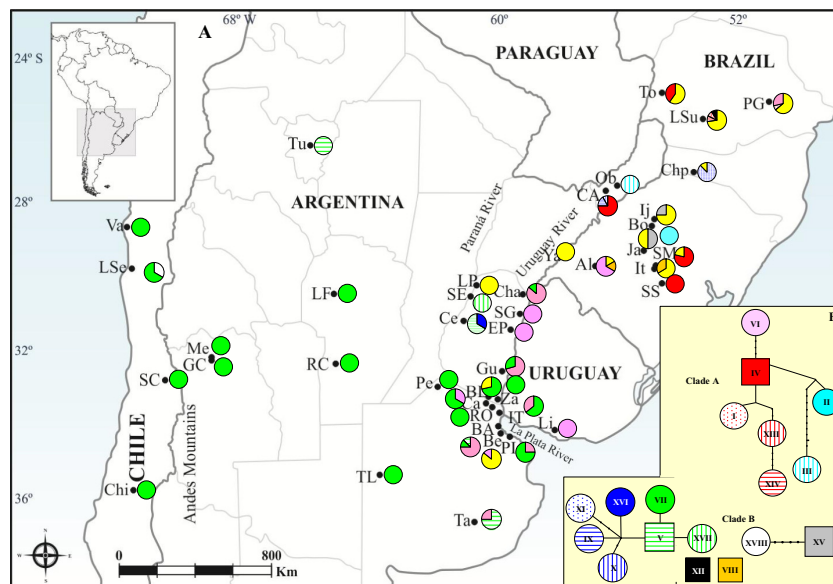 68° W
A
60°
52°
24° S
28° S
32° S
36° S
PARAGUAY
BRAZIL
ARGENTINA
URUGUAY
CHILE
Andes Mountains
Paraná River
Uruguay River
La Plata River
To
LSu
PG
Tu
Ob
Chp
CA
Ij
Bo
Ja
SM
It
SS
Va
LSe
Ya
Al
LP
SE
Cha
LF
Ce
SG
EP
Me
GC
RC
SC
Gu
Pe
Za
RO
IT
BA
Be
Li
TL
Chi
Ta
0
800
Km
VI
Clade A
IV
I
II
XIII
III
XIV
XI
XVI
VII
IX
V
XVII
X
Clade B
XVIII
XV
XII
VIII